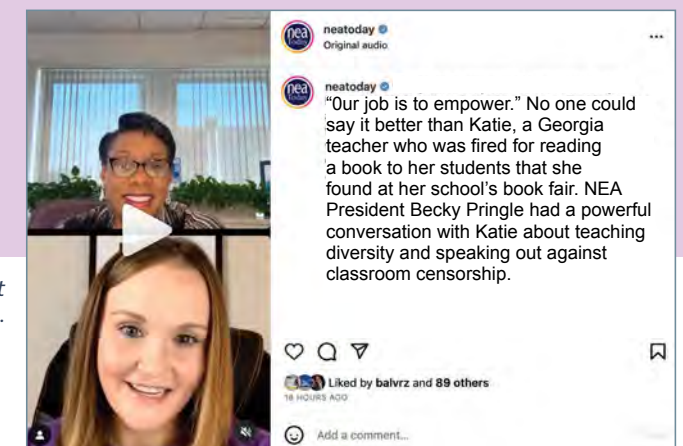 nea
Today
neatoday
Original audio
...
nea
Today
neatoday
“0ur job is to empower.” No one could
say it better than Katie, a Georgia
teacher who was fired for reading
a book to her students that she
found at her school’s book fair. NEA
President Becky Pringle had a powerful
conversation with Katie about teaching
diversity and speaking out against
classroom censorship.
t
.
Liked by balvrz and 89 others
16 HOURS AGO
Add a comment...